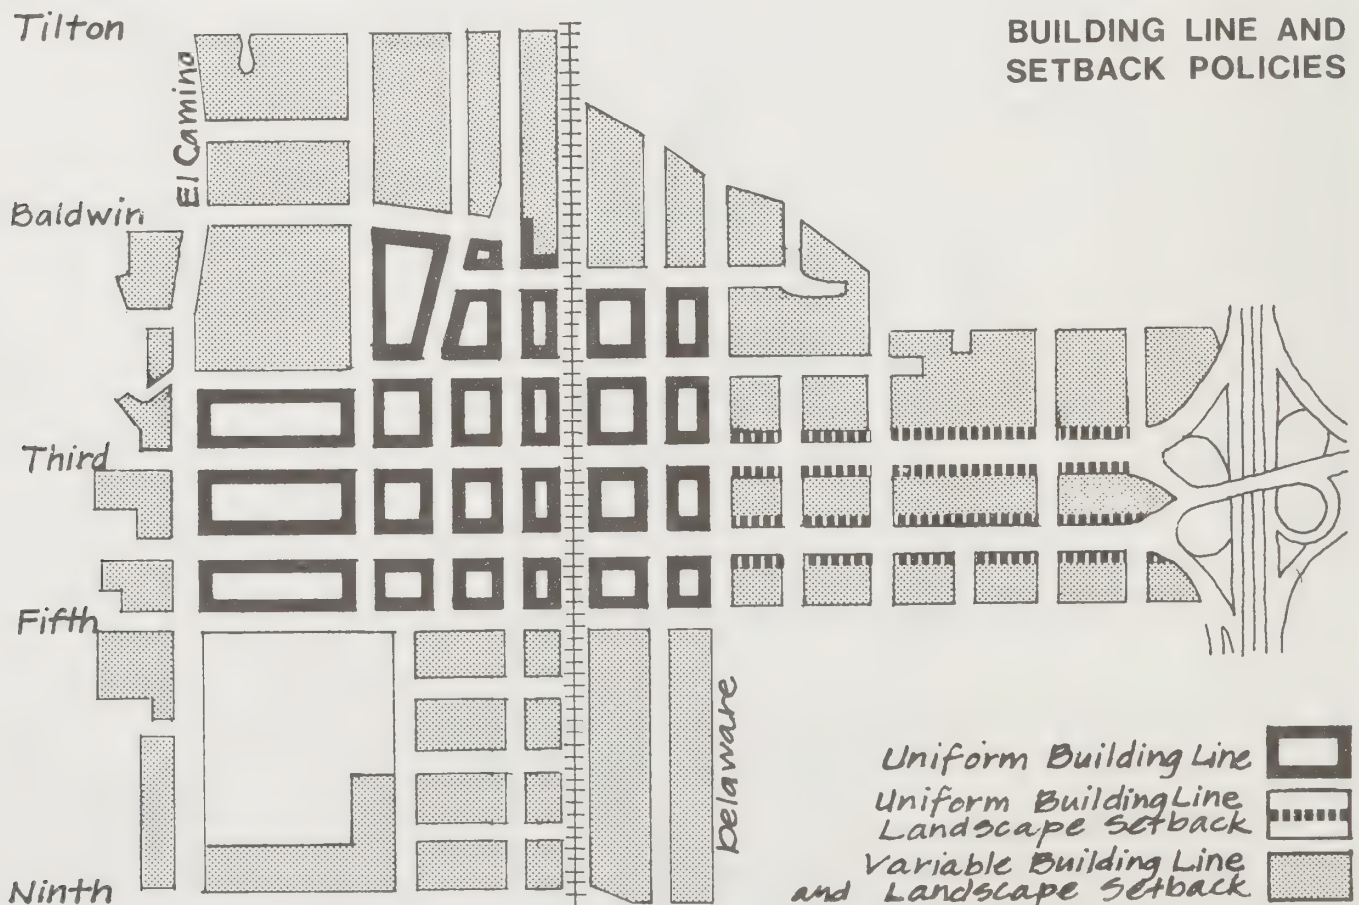 Tilton
BUILDING LINE AND
SETBACK POLICIES
El Camino
Baldwin
Third
Fifth
Delaware
Ninth
Uniform Building Line
Uniform Building Line
Landscape Setback
Variable Building Line
and Landscape Setback